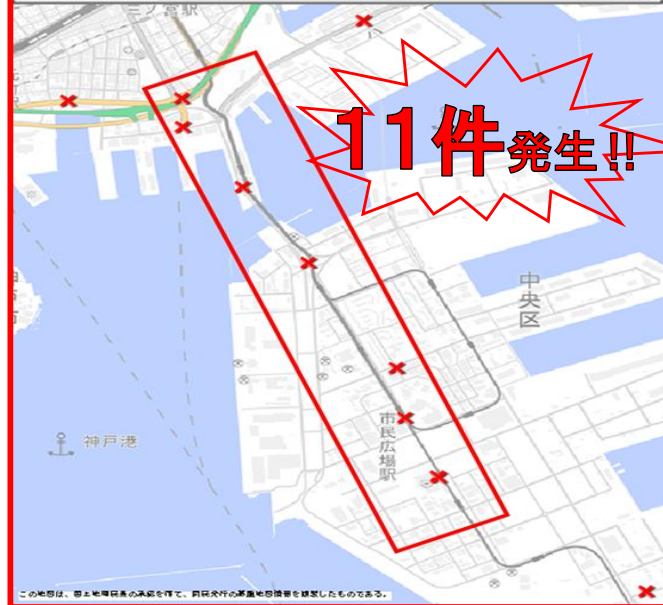 三ノ宮駅
11件発生!!
中央区
市民広場駅
神戸港
この地図は、国土地理院長の承認を得て、同院発行の基盤地図情報を複製したものである。